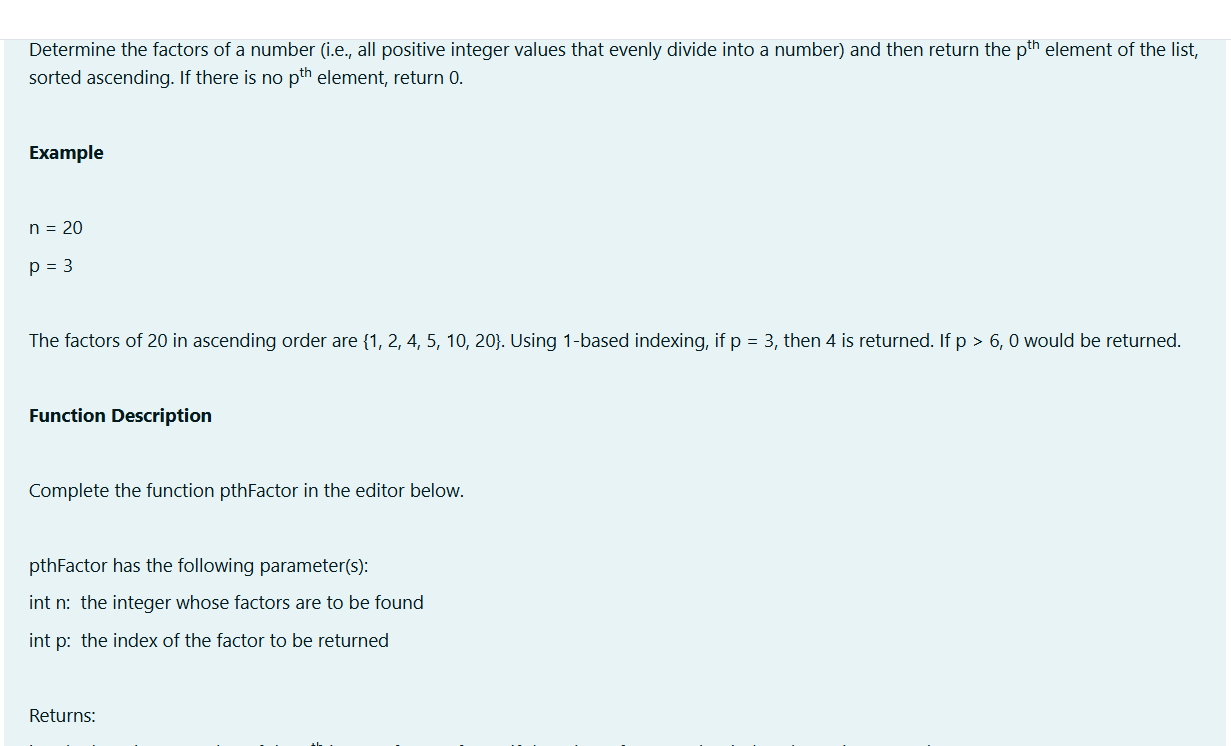 Determine the factors of a number (i.e., all positive integer values that evenly divide into a number) and then return the pth element of the list,
sorted ascending. If there is no pth element, return 0.
Example
n = 20
p = 3
The factors of 20 in ascending order are {1, 2, 4, 5, 10, 20}. Using 1-based indexing, if p = 3, then 4 is returned. If p > 6, 0 would be returned.
Function Description
Complete the function pthFactor in the editor below.
pthFactor has the following parameter(s):
int n:  the integer whose factors are to be found
int p:  the index of the factor to be returned
Returns: